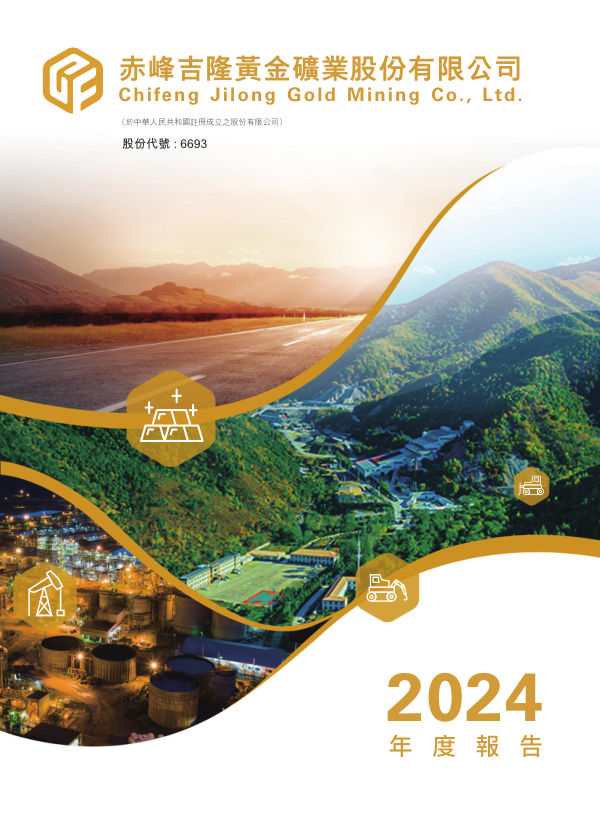 赤峰吉隆黃金礦業股份有限公司
Chifeng Jilong Gold Mining Co., Ltd.
（於中華人民共和國註冊成立之股份有限公司）
股份代號 : 6693
2024
年度報告